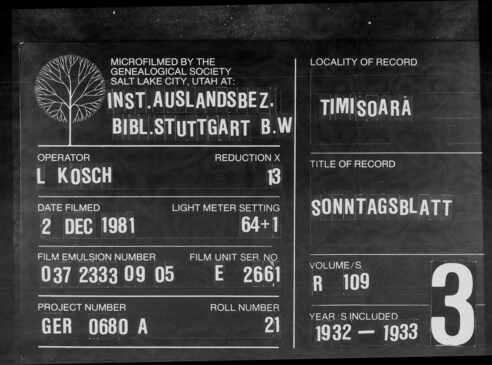 MICROFILMED BY THE
GENEALOGICAL SOCIETY
SALT LAKE CITY, UTAH AT:
INST.AUSLANDSBEZ.
BIBL.STUTTGART B.W
OPERATOR REDUCTION X
L KOSCH 13
DATE FILMED LIGHT METER SETTING
2 DEC 1981 64+1
FILM EMULSION NUMBER FILM UNIT SER. NO.
037 2333 09 05 E 2661
PROJECT NUMBER ROLL NUMBER
GER 0680 A 21
LOCALITY OF RECORD
TIMISOARA
TITLE OF RECORD
SONNTAGSBLATT
VOLUME/S
R 109
YEAR/S INCLUDED
1932 — 1933
3